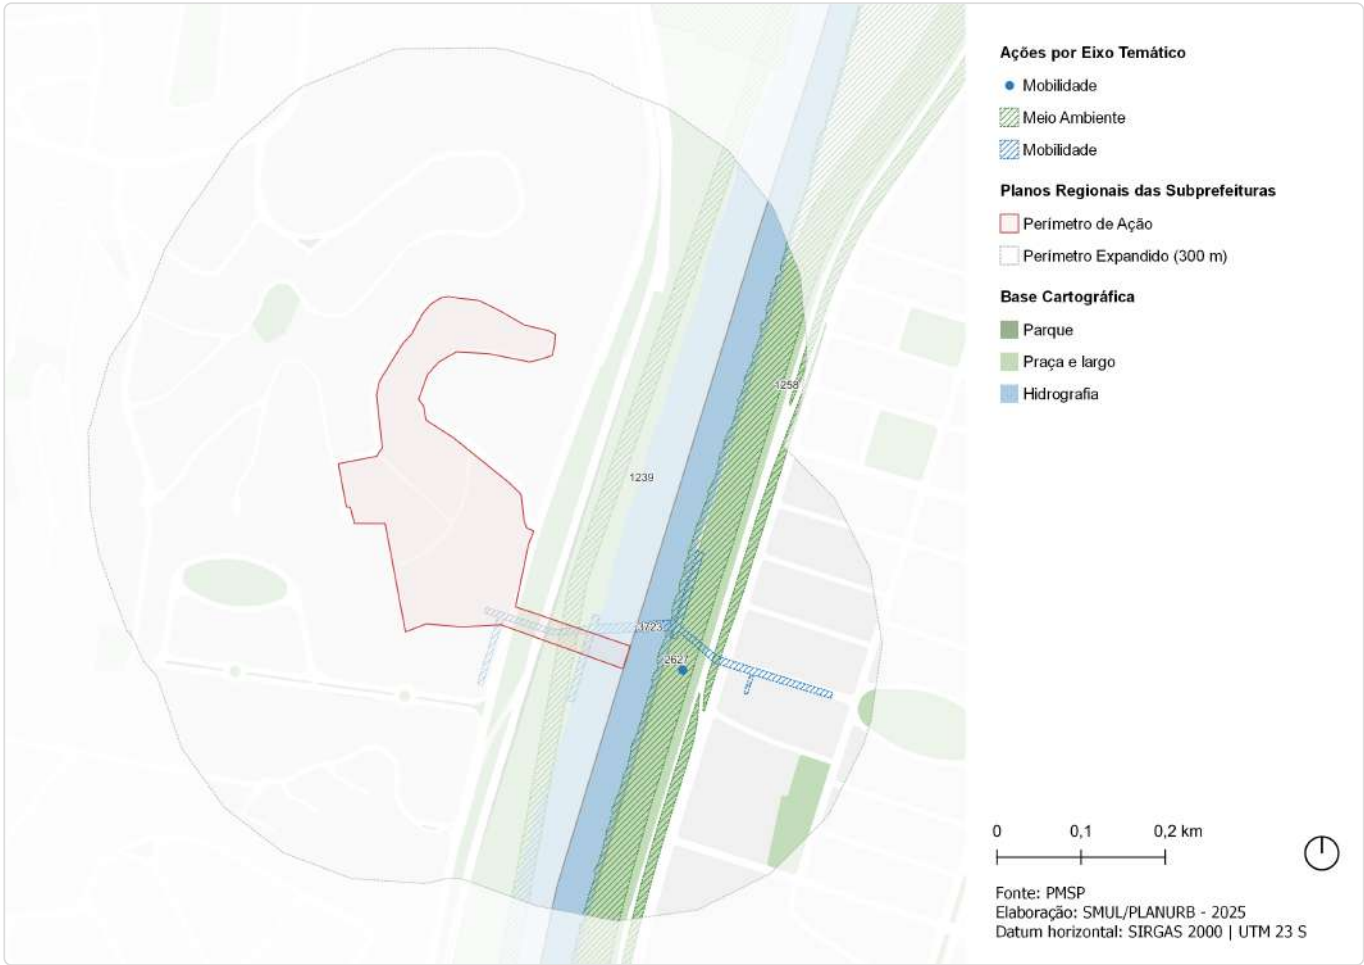 Ações por Eixo Temático
Mobilidade
Meio Ambiente
Mobilidade
Planos Regionais das Subprefeituras
Perímetro de Ação
Perímetro Expandido (300 m)
Base Cartográfica
Parque
Praça e largo
Hidrografia
1258
1239
2627
0 0,1 0,2 km
Fonte: PMSP
Elaboração: SMUL/PLANURB - 2025
Datum horizontal: SIRGAS 2000 | UTM 23 S